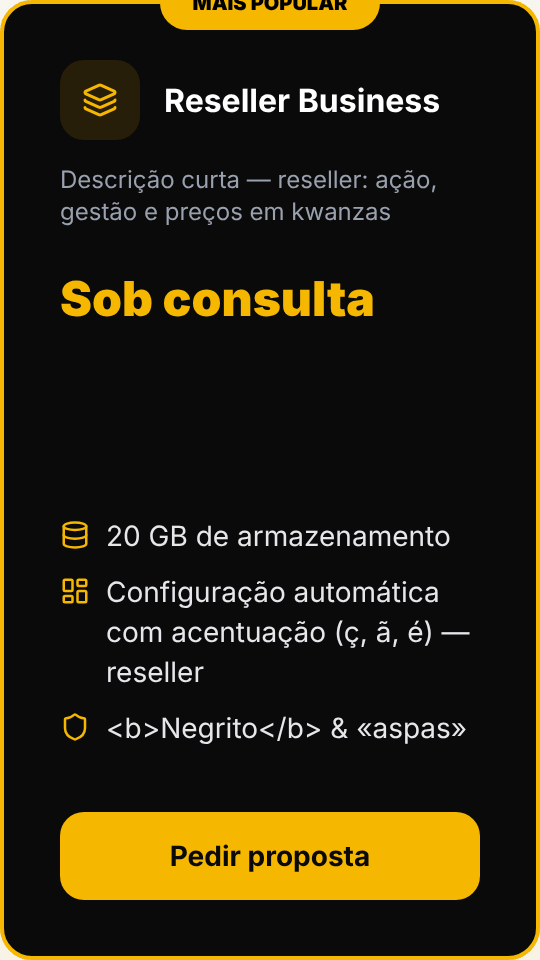 MAIS POPULAR
Reseller Business
Descrição curta — reseller: ação,
gestão e preços em kwanzas
Sob consulta
20 GB de armazenamento
Configuração automática
com acentuação (ç, ã, é) —
reseller
<b>Negrito</b> & «aspas»
Pedir proposta